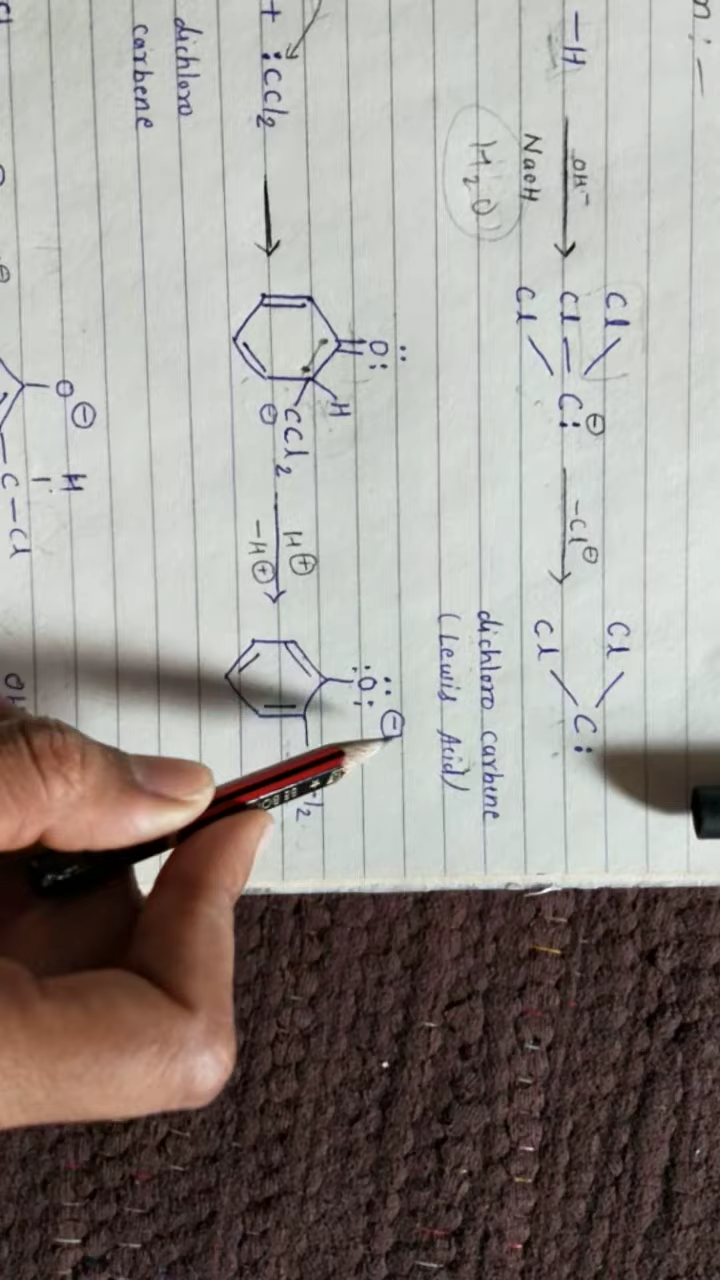 n : –
Cl Cl
–H OH⁻ → Cl – C:⊖ –Cl⊖ → Cl C:
NaOH Cl
H₂O
dichloro carbene
(Lewis Acid)
:O: H :O: ⊖
+ :CCl₂ → CCl₂ H⊕ →
⊖ –H⊕
dichloro
carbene
O⊖ H
C–Cl